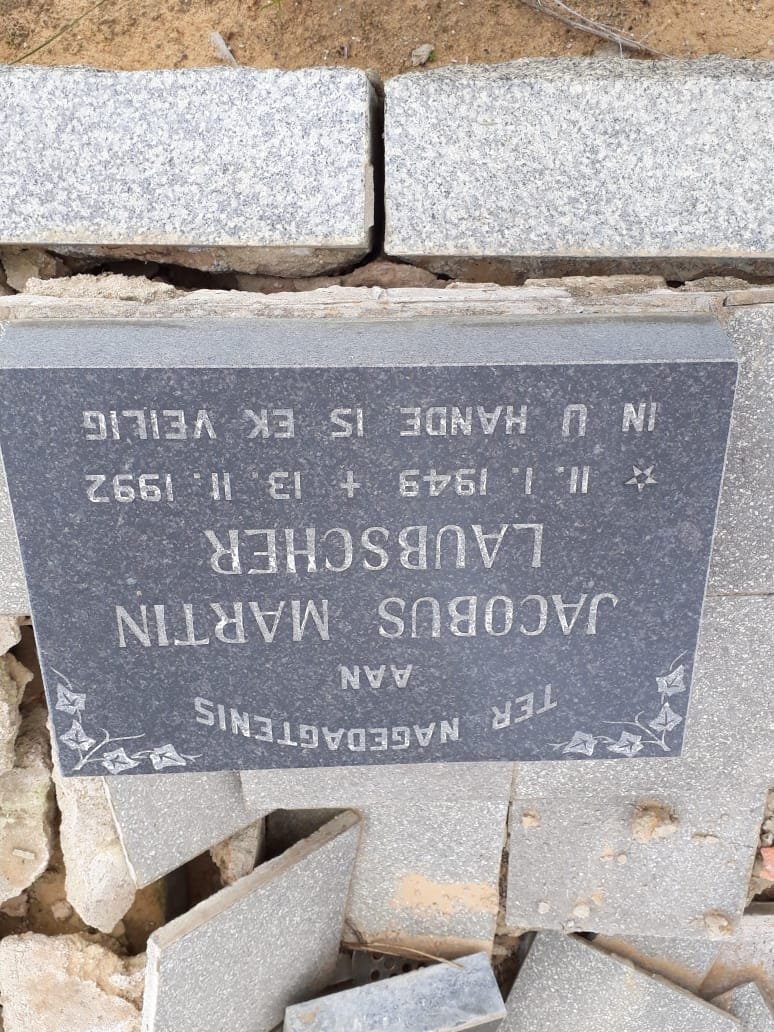 TER NAGEDAGTENIS
AAN
JACOBUS MARTIN
LAUBSCHER
☆ 11. 1. 1949 + 13. 11. 1992
IN U HANDE IS EK VEILIG